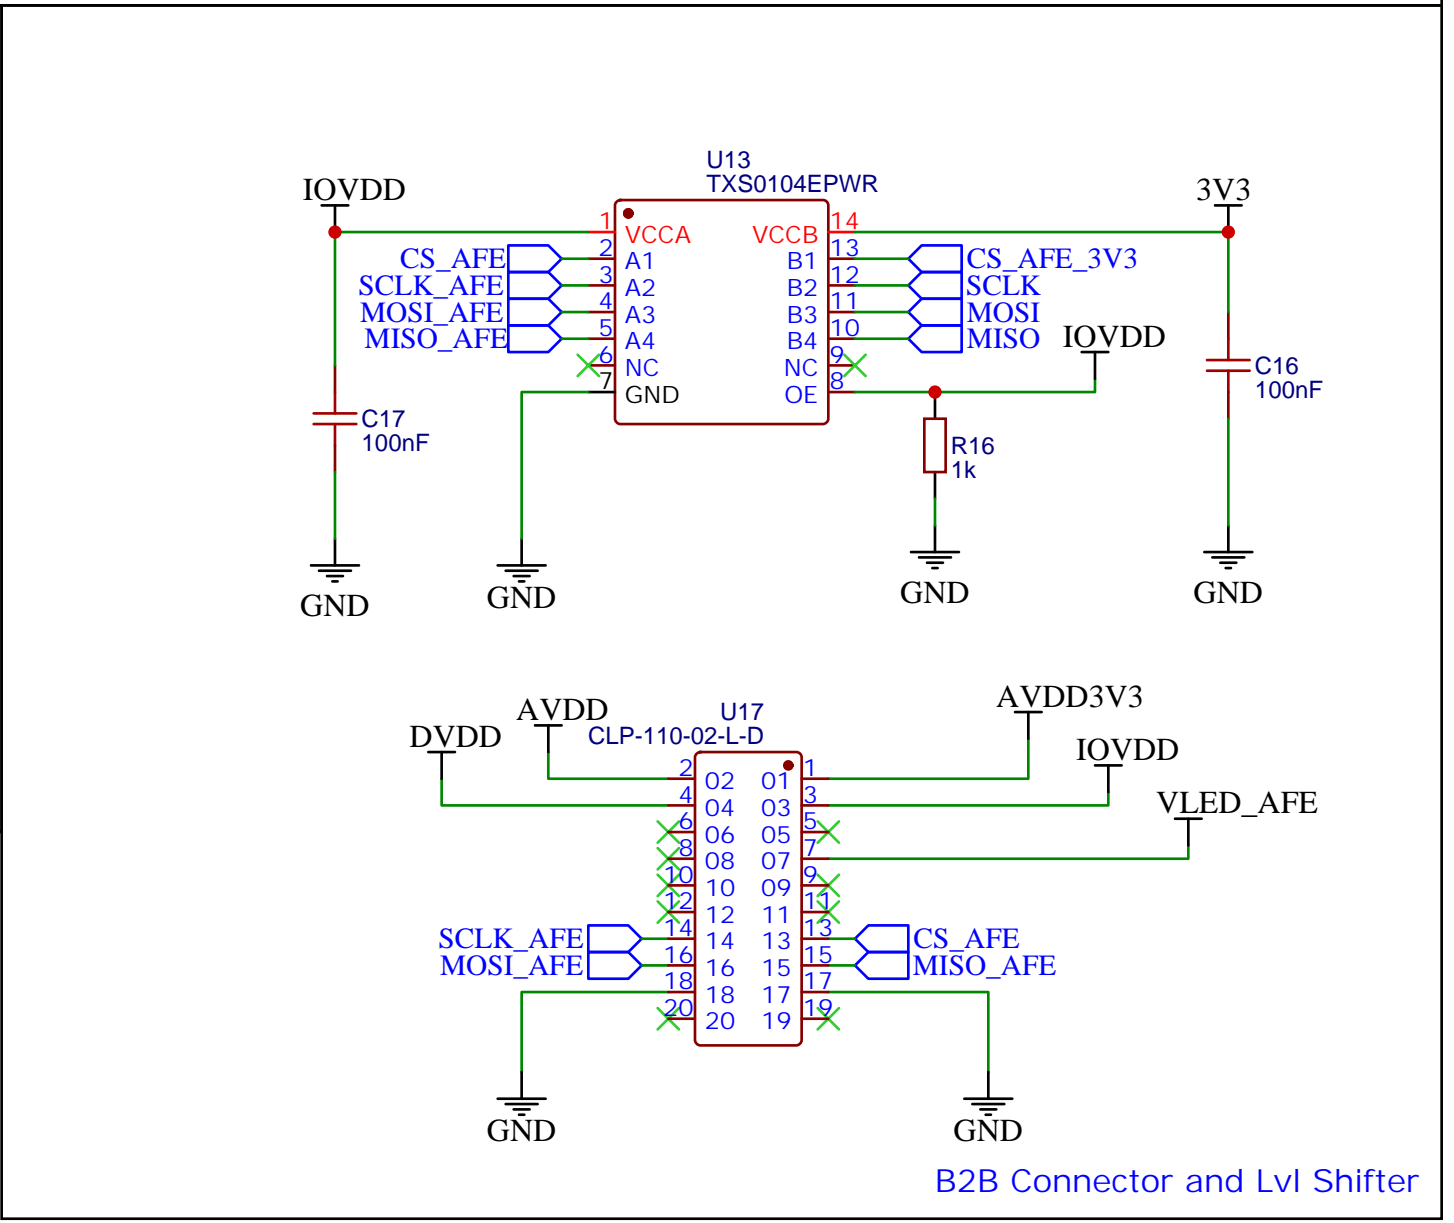 U13
TXS0104EPWR
IOVDD
3V3
1 VCCA VCCB 14
CS_AFE 2 A1 B1 13 CS_AFE_3V3
SCLK_AFE 3 A2 B2 12 SCLK
MOSI_AFE 4 A3 B3 11 MOSI
MISO_AFE 5 A4 B4 10 MISO
IOVDD
6 NC NC 9
7 GND OE 8
C16
100nF
C17
100nF
R16
1k
GND
GND
GND
GND
AVDD3V3
AVDD
U17
DVDD
CLP-110-02-L-D
IOVDD
2 02 01 1
4 04 03 3
VLED_AFE
6 06 05 5
8 08 07 7
10 10 09 9
12 12 11 11
SCLK_AFE 14 14 13 13 CS_AFE
MOSI_AFE 16 16 15 15 MISO_AFE
18 18 17 17
20 20 19 19
GND
GND
B2B Connector and Lvl Shifter